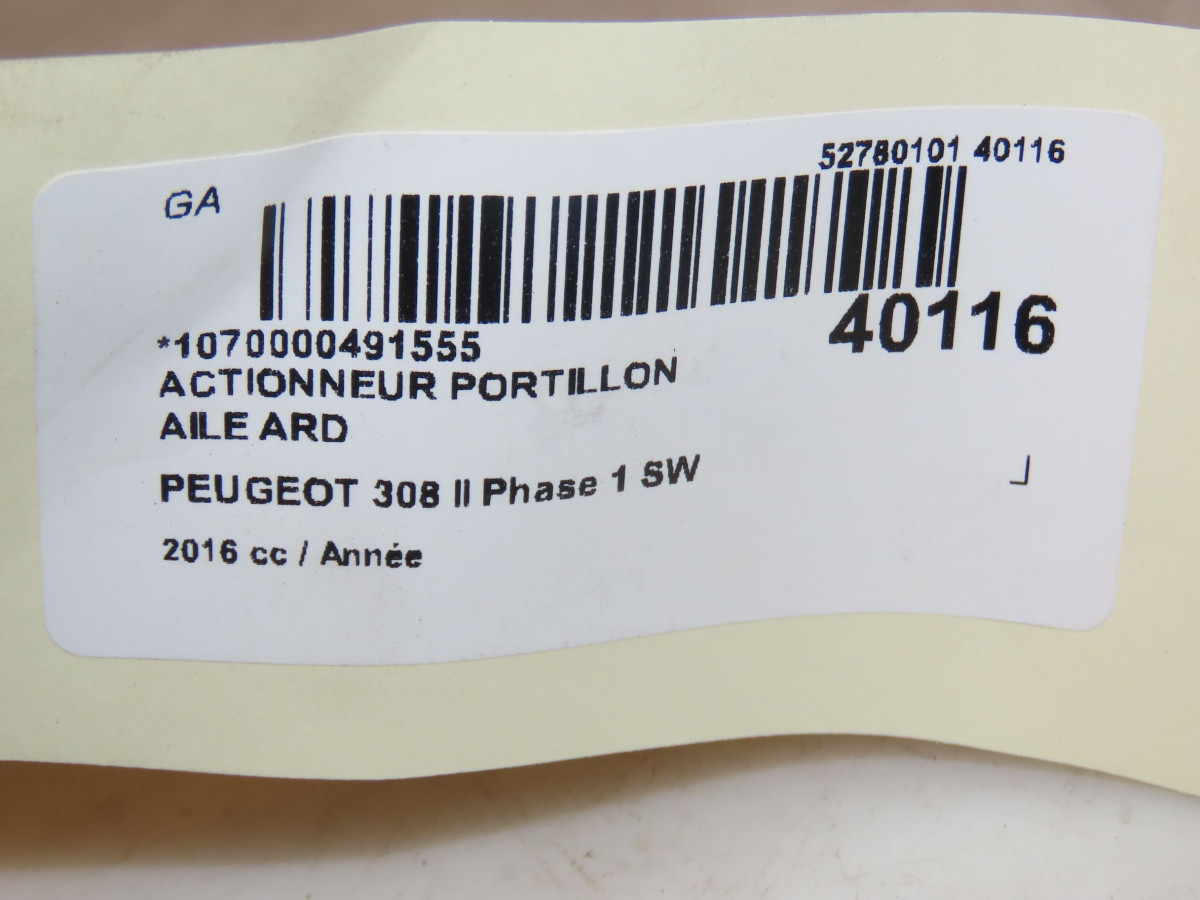 52780101 40116
GA
40116
*1070000491555
ACTIONNEUR PORTILLON
AILE ARD
PEUGEOT 308 II Phase 1 SW
2016 cc / Année